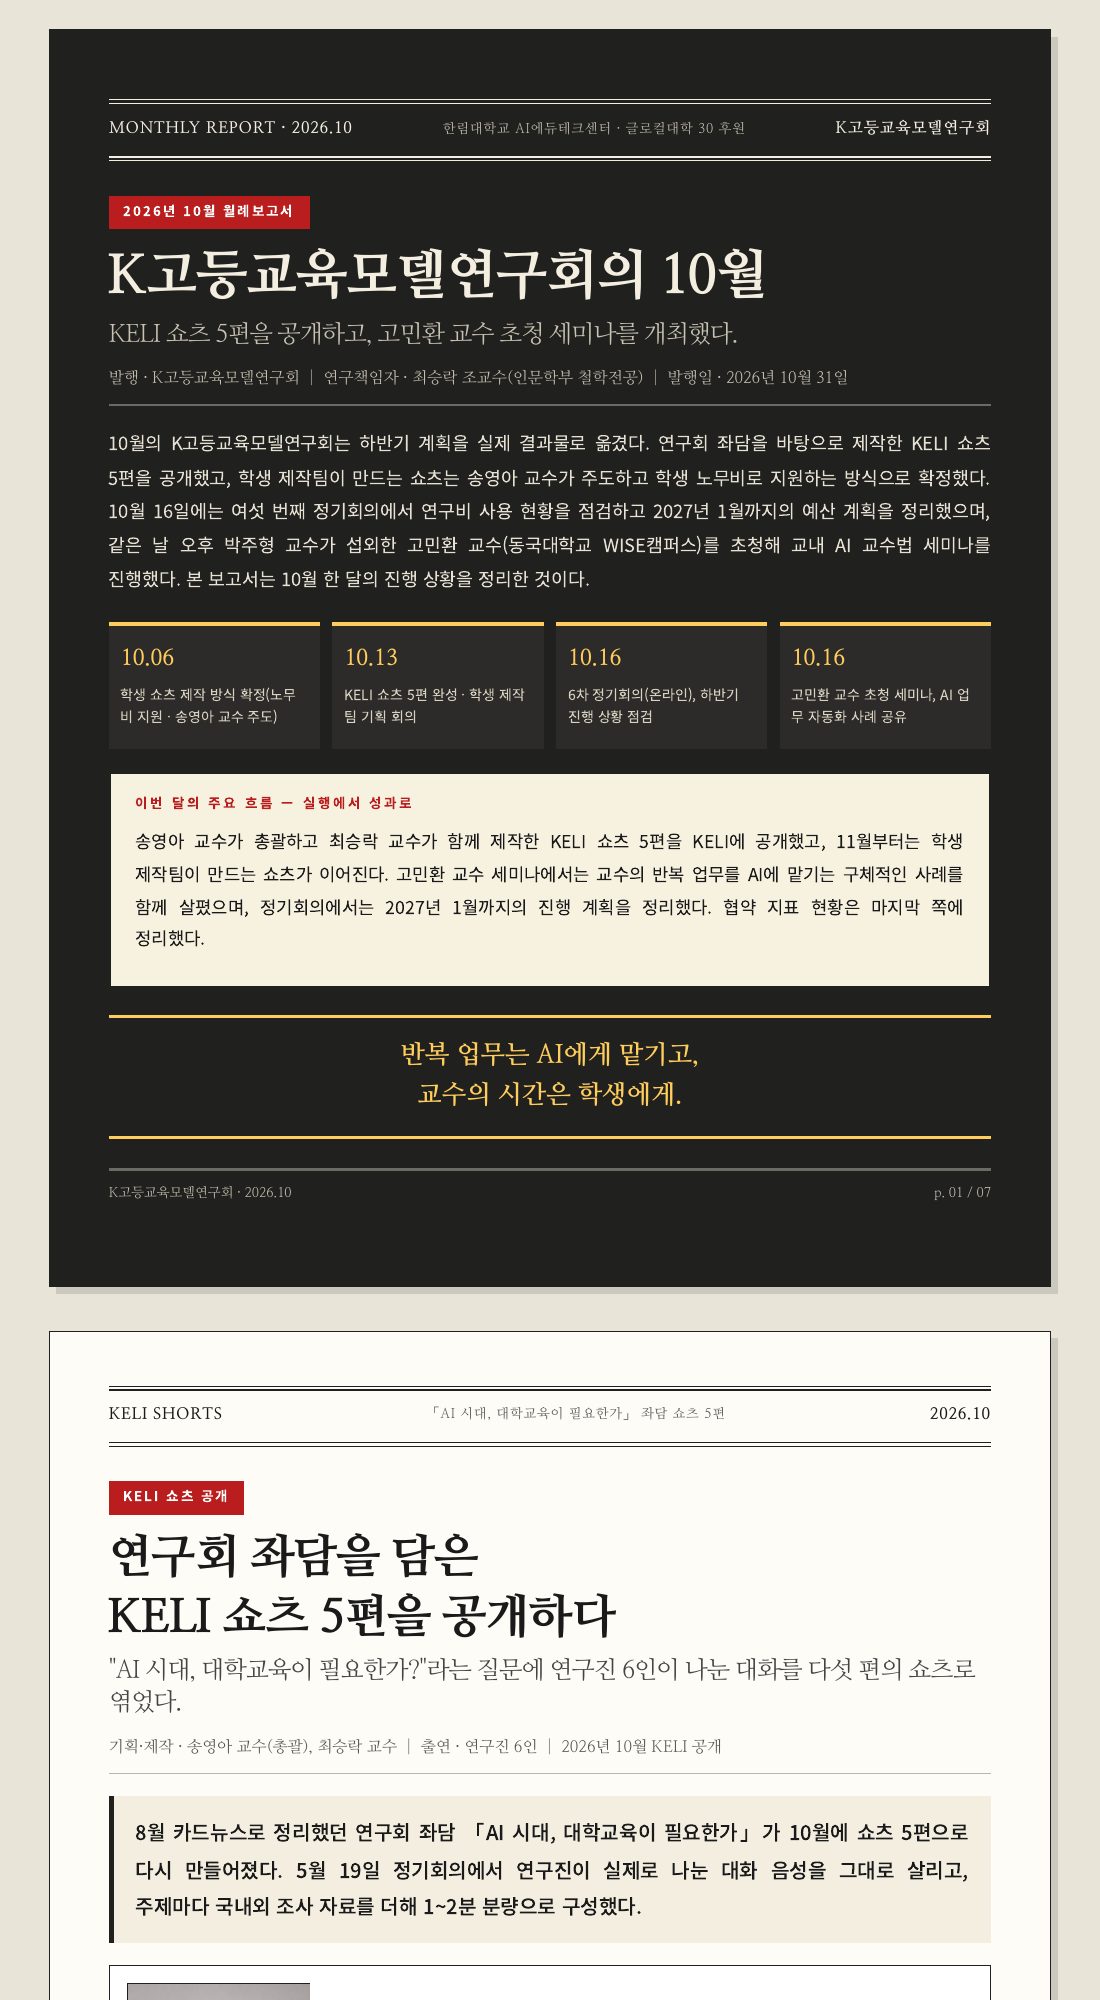 MONTHLY REPORT · 2026.10
한림대학교 AI에듀테크센터 · 글로컬대학 30 후원
K고등교육모델연구회
2026년 10월 월례보고서
K고등교육모델연구회의 10월
KELI 쇼츠 5편을 공개하고, 고민환 교수 초청 세미나를 개최했다.
발행 · K고등교육모델연구회 | 연구책임자 · 최승락 조교수(인문학부 철학전공) | 발행일 · 2026년 10월 31일
10월의 K고등교육모델연구회는 하반기 계획을 실제 결과물로 옮겼다. 연구회 좌담을 바탕으로 제작한 KELI 쇼츠
5편을 공개했고, 학생 제작팀이 만드는 쇼츠는 송영아 교수가 주도하고 학생 노무비로 지원하는 방식으로 확정했다.
10월 16일에는 여섯 번째 정기회의에서 연구비 사용 현황을 점검하고 2027년 1월까지의 예산 계획을 정리했으며,
같은 날 오후 박주형 교수가 섭외한 고민환 교수(동국대학교 WISE캠퍼스)를 초청해 교내 AI 교수법 세미나를
진행했다. 본 보고서는 10월 한 달의 진행 상황을 정리한 것이다.
10.06
학생 쇼츠 제작 방식 확정(노무
비 지원 · 송영아 교수 주도)
10.13
KELI 쇼츠 5편 완성 · 학생 제작
팀 기획 회의
10.16
6차 정기회의(온라인), 하반기
진행 상황 점검
10.16
고민환 교수 초청 세미나, AI 업
무 자동화 사례 공유
이번 달의 주요 흐름 — 실행에서 성과로
송영아 교수가 총괄하고 최승락 교수가 함께 제작한 KELI 쇼츠 5편을 KELI에 공개했고, 11월부터는 학생
제작팀이 만드는 쇼츠가 이어진다. 고민환 교수 세미나에서는 교수의 반복 업무를 AI에 맡기는 구체적인 사례를
함께 살폈으며, 정기회의에서는 2027년 1월까지의 진행 계획을 정리했다. 협약 지표 현황은 마지막 쪽에
정리했다.
반복 업무는 AI에게 맡기고,
교수의 시간은 학생에게.
K고등교육모델연구회 · 2026.10
p. 01 / 07
KELI SHORTS
「AI 시대, 대학교육이 필요한가」 좌담 쇼츠 5편
2026.10
KELI 쇼츠 공개
연구회 좌담을 담은
KELI 쇼츠 5편을 공개하다
"AI 시대, 대학교육이 필요한가?"라는 질문에 연구진 6인이 나눈 대화를 다섯 편의 쇼츠로
엮었다.
기획·제작 · 송영아 교수(총괄), 최승락 교수 | 출연 · 연구진 6인 | 2026년 10월 KELI 공개
8월 카드뉴스로 정리했던 연구회 좌담 「AI 시대, 대학교육이 필요한가」가 10월에 쇼츠 5편으로
다시 만들어졌다. 5월 19일 정기회의에서 연구진이 실제로 나눈 대화 음성을 그대로 살리고,
주제마다 국내외 조사 자료를 더해 1~2분 분량으로 구성했다.